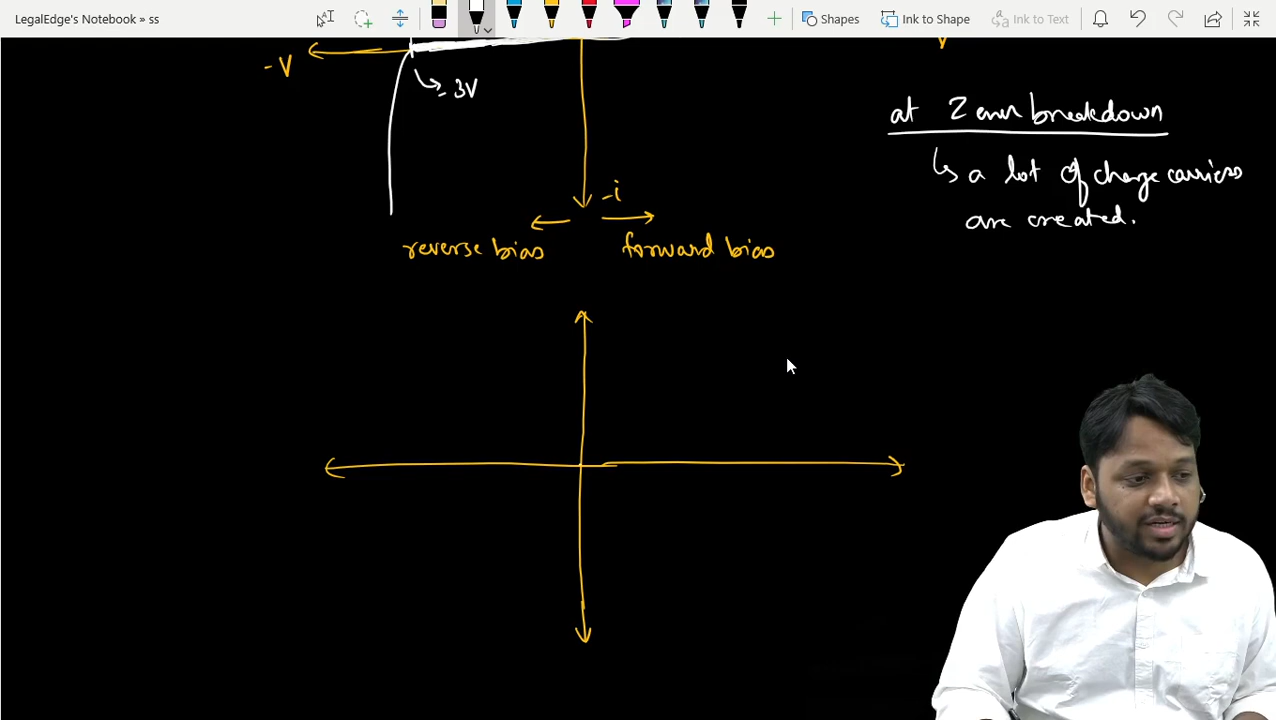 LegalEdge's Notebook » ss
Shapes
Ink to Shape
Ink to Text
-V
- 3V
-i
reverse bias
forward bias
at Zener breakdown
a lot of charge carriers
are created.